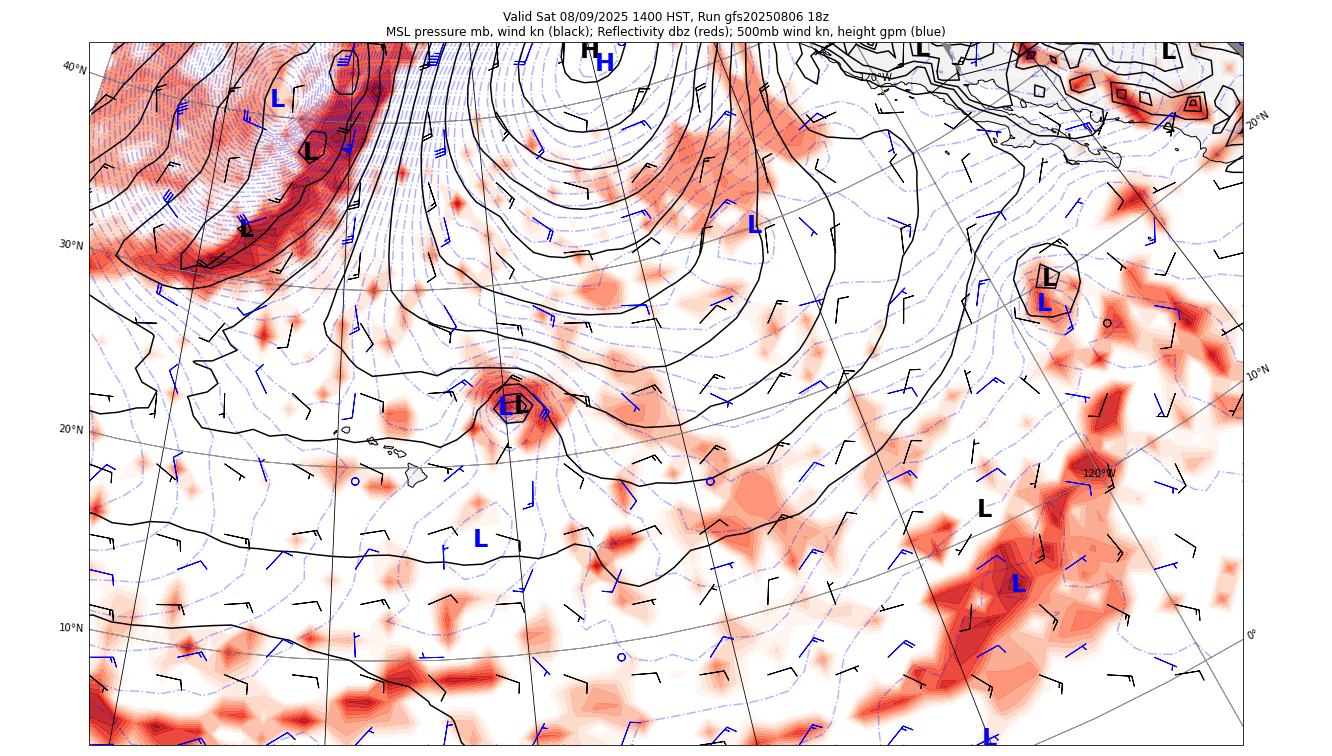 Valid Sat 08/09/2025 1400 HST, Run gfs20250806 18z
MSL pressure mb, wind kn (black); Reflectivity dbz (reds); 500mb wind kn, height gpm (blue)
H L L
H
40°N
120°W
L
20°N
L
L
L
30°N
L
L
10°N
L L
20°N
120°W
L
L
L
10°N
0°
L